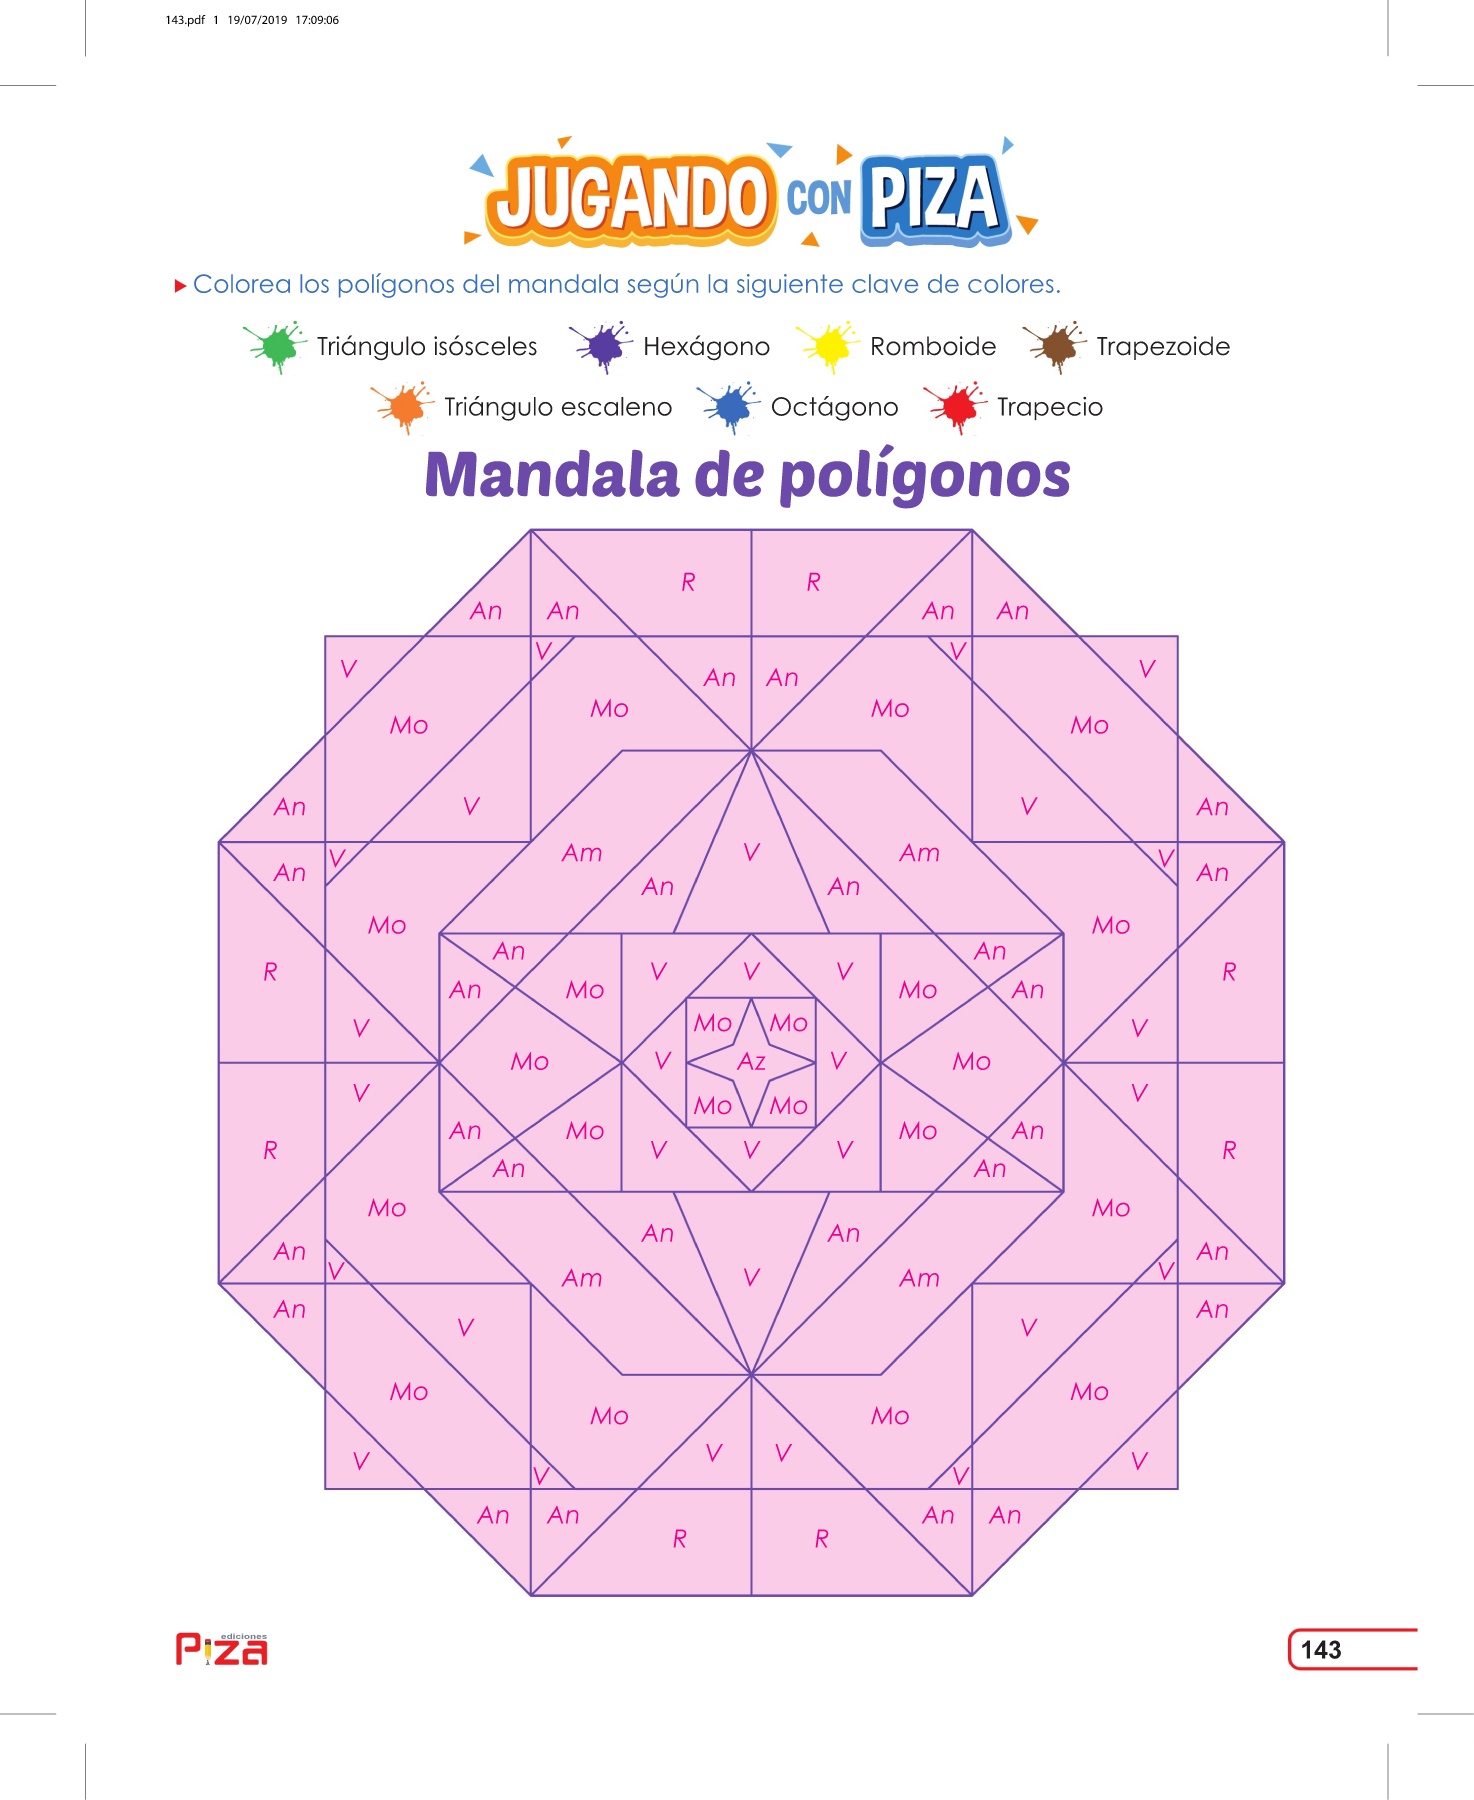 143.pdf 1 19/07/2019 17:09:06
JUGANDO CON PIZA
Colorea los polígonos del mandala según la siguiente clave de colores.
Triángulo isósceles Hexágono Romboide Trapezoide
Triángulo escaleno Octágono Trapecio
Mandala de polígonos
R R
An An An An
V V V V
An An
Mo Mo Mo Mo
An V V An
Am V Am
An V V An
An An
Mo Mo
An An
R V V V R
An Mo Mo An
Mo Mo
V V
Mo V Az V Mo
Mo Mo
V V
An Mo Mo An
R V V V R
An An
Mo Mo
An An
An V V An
Am V Am
An An
V V
Mo Mo
Mo Mo
V V V V
V V
An An An An
R R
ediciones
Piza
143